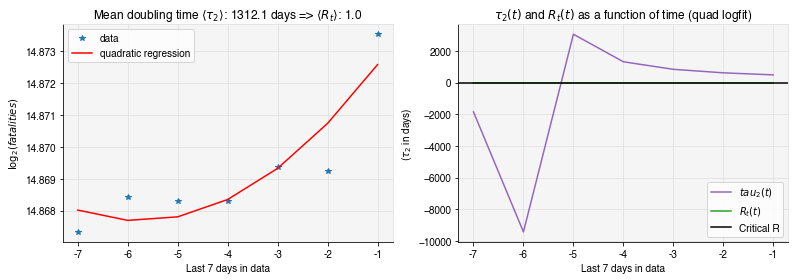 Mean doubling time ⟨τ₂⟩: 1312.1 days => ⟨Rₜ⟩: 1.0
data
quadratic regression
14.873
14.872
14.871
14.870
14.869
14.868
log₂(fatalities)
-7 -6 -5 -4 -3 -2 -1
Last 7 days in data
τ₂(t) and Rₜ(t) as a function of time (quad logfit)
2000
0
−2000
−4000
−6000
−8000
−10000
(τ₂ in days)
tau₂(t)
Rₜ(t)
Critical R
-7 -6 -5 -4 -3 -2 -1
Last 7 days in data